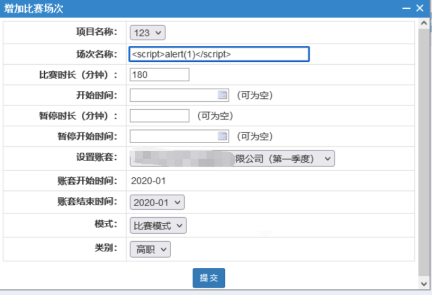 增加比赛场次
项目名称： 123
场次名称： <script>alert(1)</script>
比赛时长（分钟）： 180
开始时间： （可为空）
暂停时长（分钟）： （可为空）
暂停开始时间： （可为空）
设置账套： 限公司（第一季度）
账套开始时间： 2020-01
账套结束时间： 2020-01
模式： 比赛模式
类别： 高职
提交